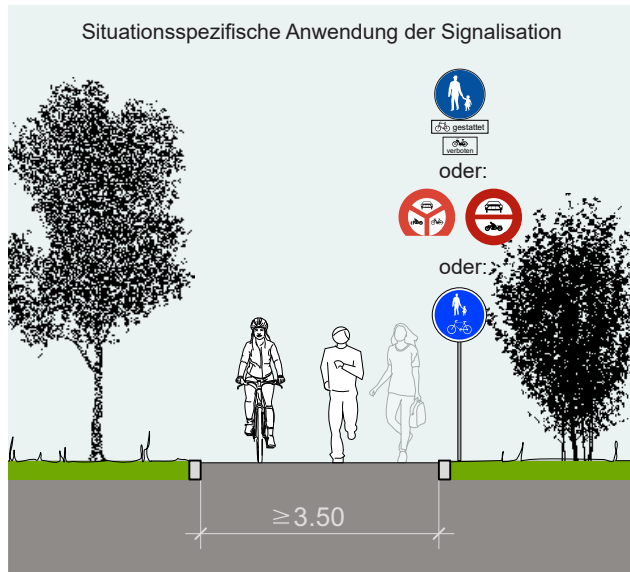 Situationsspezifische Anwendung der Signalisation
gestattet
verboten
oder:
oder:
≥3.50